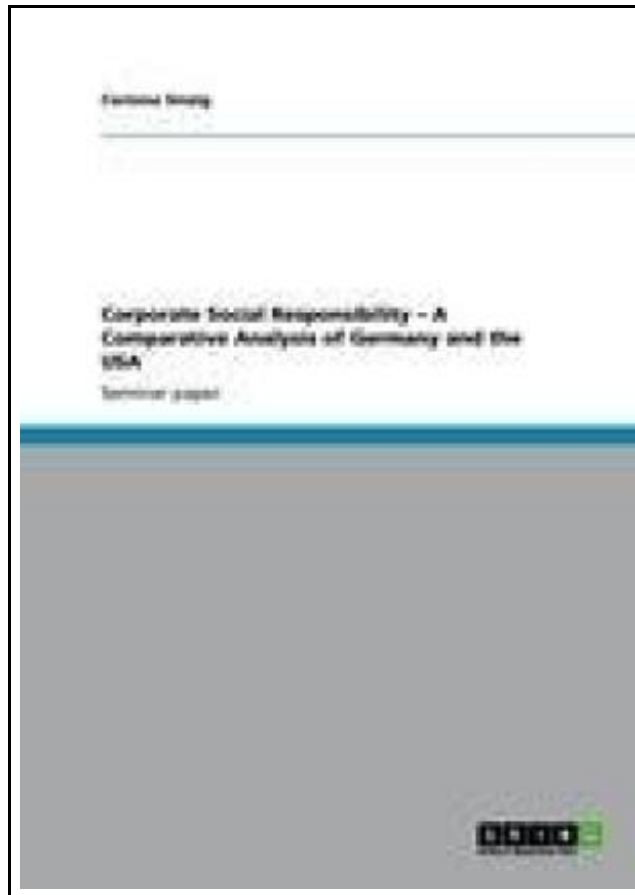 Corporate Social Responsibility – A
Comparative Analysis of Germany and the
USA
Seminar paper